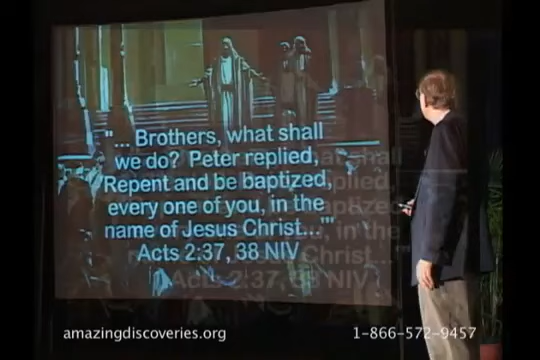 "... Brothers, what shall
we do? Peter replied,
Repent and be baptized,
every one of you, in the
name of Jesus Christ...'"
Acts 2:37, 38 NIV
amazingdiscoveries.org
1-866-572-9457